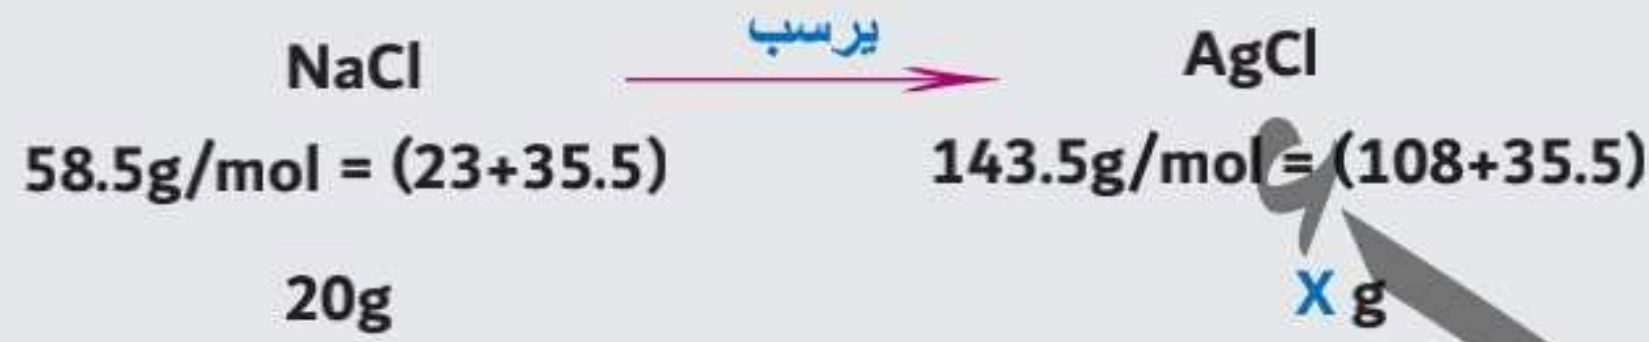 يرسب
NaCl AgCl
58.5g/mol = (23+35.5) 143.5g/mol = (108+35.5)
20g X g